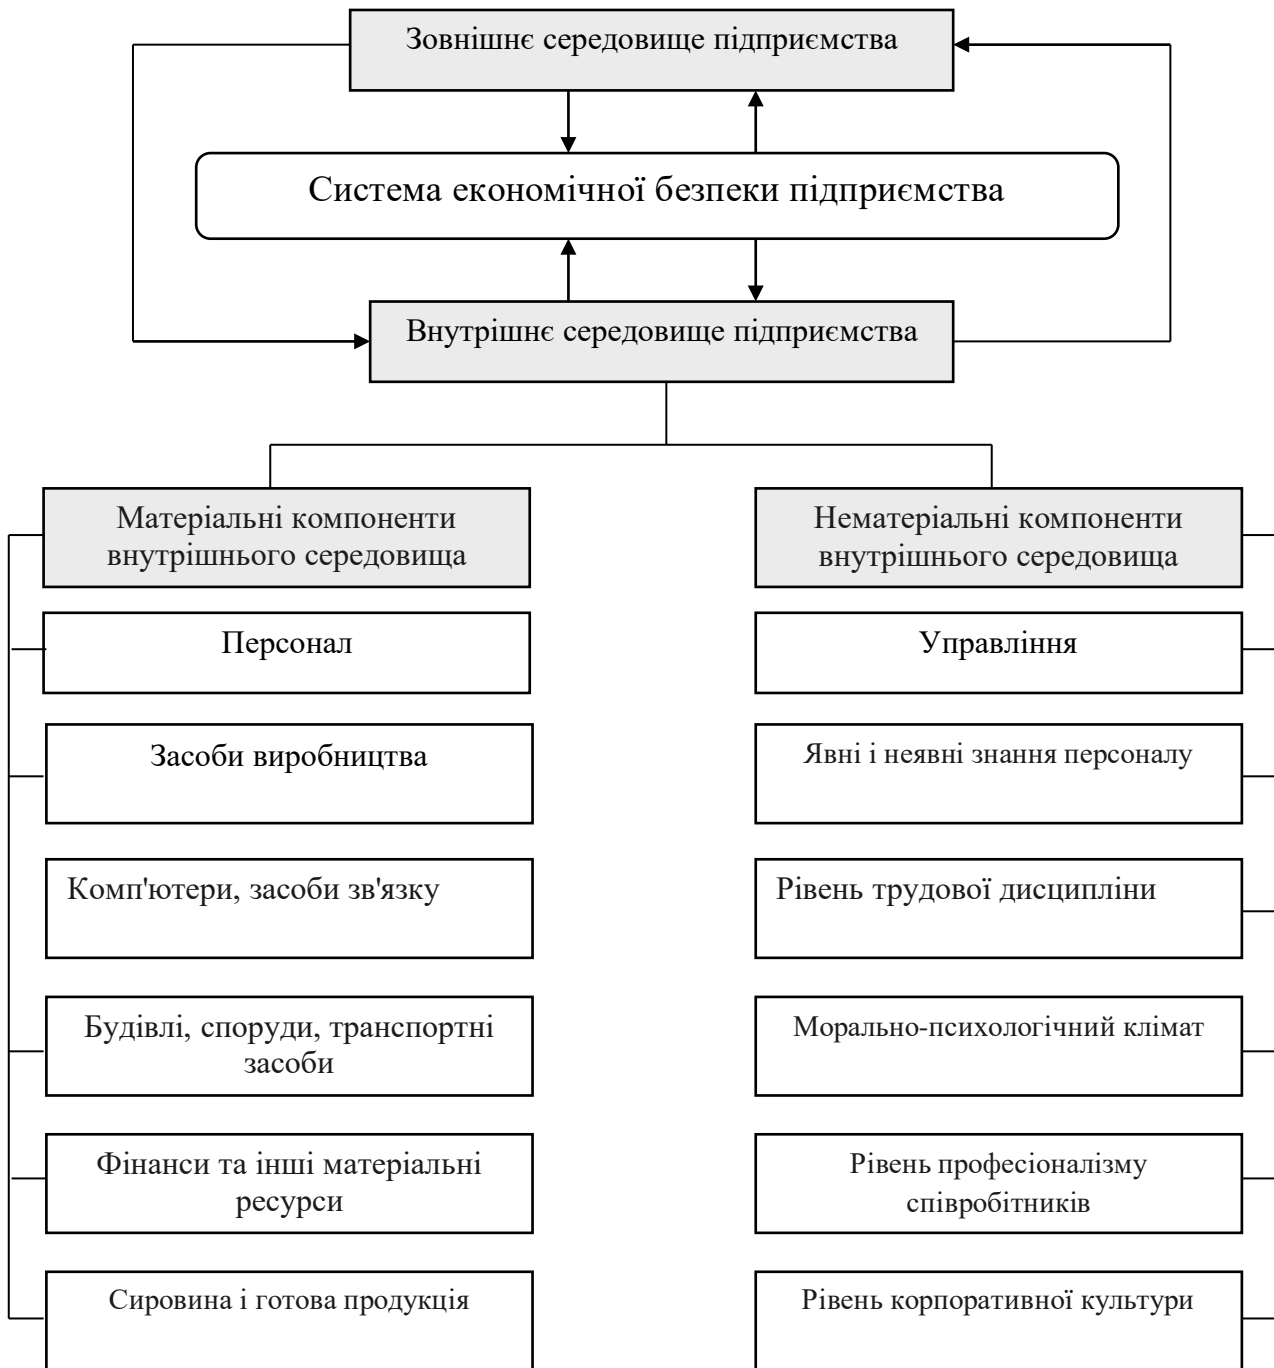 Зовнішнє середовище підприємства
Система економічної безпеки підприємства
Внутрішнє середовище підприємства
Матеріальні компоненти
внутрішнього середовища
Персонал
Засоби виробництва
Комп'ютери, засоби зв'язку
Будівлі, споруди, транспортні
засоби
Фінанси та інші матеріальні
ресурси
Сировина і готова продукція
Нематеріальні компоненти
внутрішнього середовища
Управління
Явні і неявні знання персоналу
Рівень трудової дисципліни
Морально-психологічний клімат
Рівень професіоналізму
співробітників
Рівень корпоративної культури